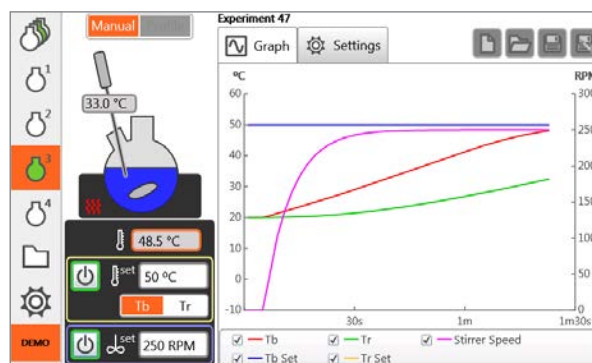 Experiment 47
Manual
Graph
Settings
1
2
3
4
DEMO
33.0 °C
48.5 °C
set
50 ºC
Tb Tr
set
250 RPM
ºC
60
50
40
30
20
10
0
-10
RPM
300
250
200
150
100
50
0
30s 1m 1m30s
Tb Tr Stirrer Speed
Tb Set Tr Set